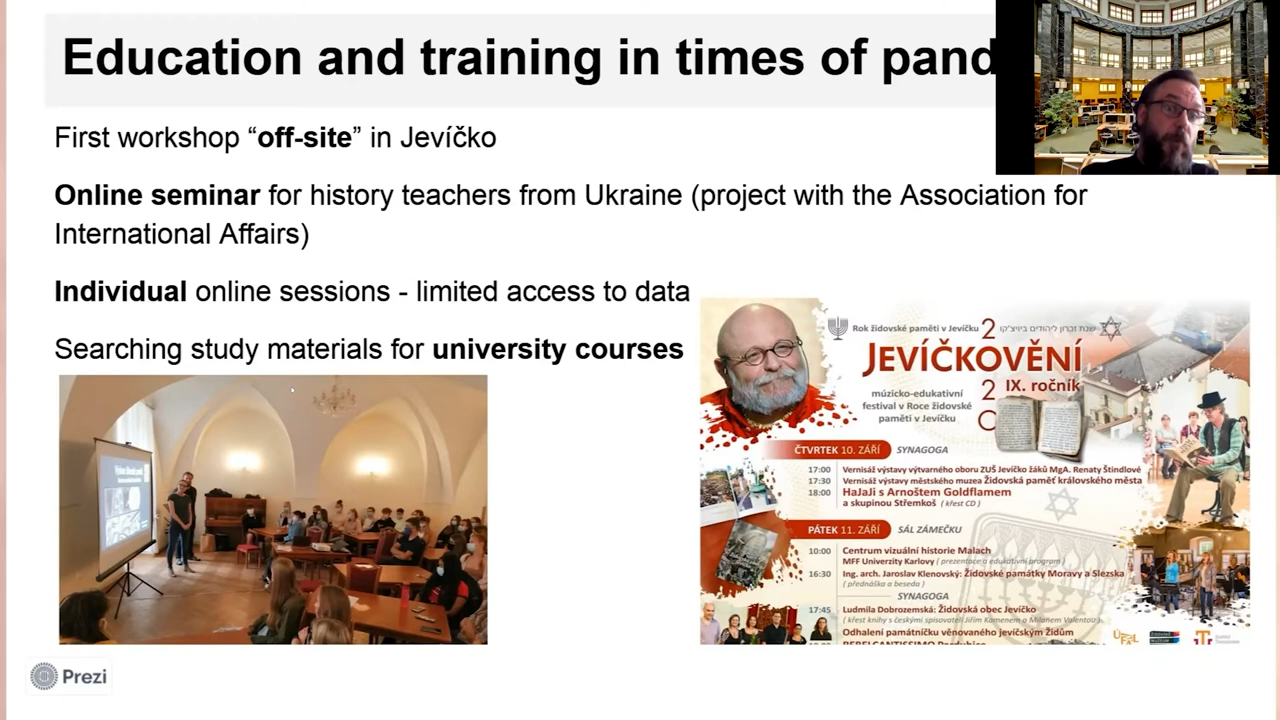 Education and training in times of pand
First workshop “off-site” in Jevíčko
Online seminar for history teachers from Ukraine (project with the Association for
International Affairs)
Individual online sessions - limited access to data
Searching study materials for university courses
Rok židovské paměti v Jevíčku
שנת זכרון ליהודים ביויצ'קו
2
JEVÍČKOVĚNÍ
2
IX. ročník
múzicko-edukativní
festival v Roce židovské
paměti v Jevíčku
ČTVRTEK 10. ZÁŘÍ SYNAGOGA
17:00 Vernisáž výstavy výtvarného oboru ZUŠ Jevíčko žáků MgA. Renaty Štindlové
17:30 Vernisáž výstavy městského muzea Židovská paměť královského města
18:00 HaJaJi s Arnoštem Goldflamem
a skupinou Střemkoš (křest CD)
PÁTEK 11. ZÁŘÍ SÁL ZÁMEČKU
10:00 Centrum vizuální historie Malach
MFF Univerzity Karlovy (prezentace a edukativní program)
16:30 Ing. arch. Jaroslav Klenovský: Židovské památky Moravy a Slezska
(přednáška a beseda)
SYNAGOGA
17:45 Ludmila Dobrozemská: Židovská obec Jevíčko
(křest knihy s českými spisovateli Jiřím Kamenem a Milanem Valentou)
Odhalení památníčku věnovaného jevíčským Židům
Prezi